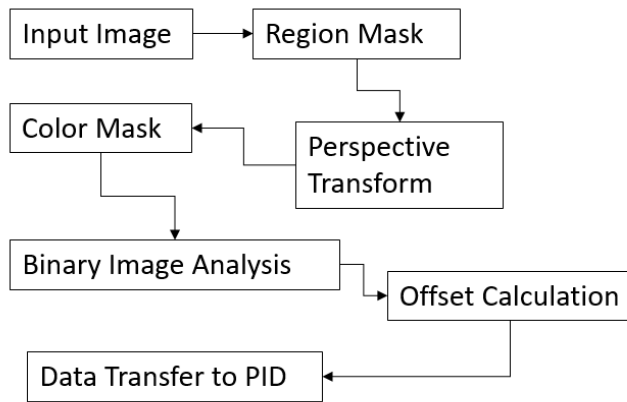 Input Image
Region Mask
Color Mask
Perspective
Transform
Binary Image Analysis
Offset Calculation
Data Transfer to PID